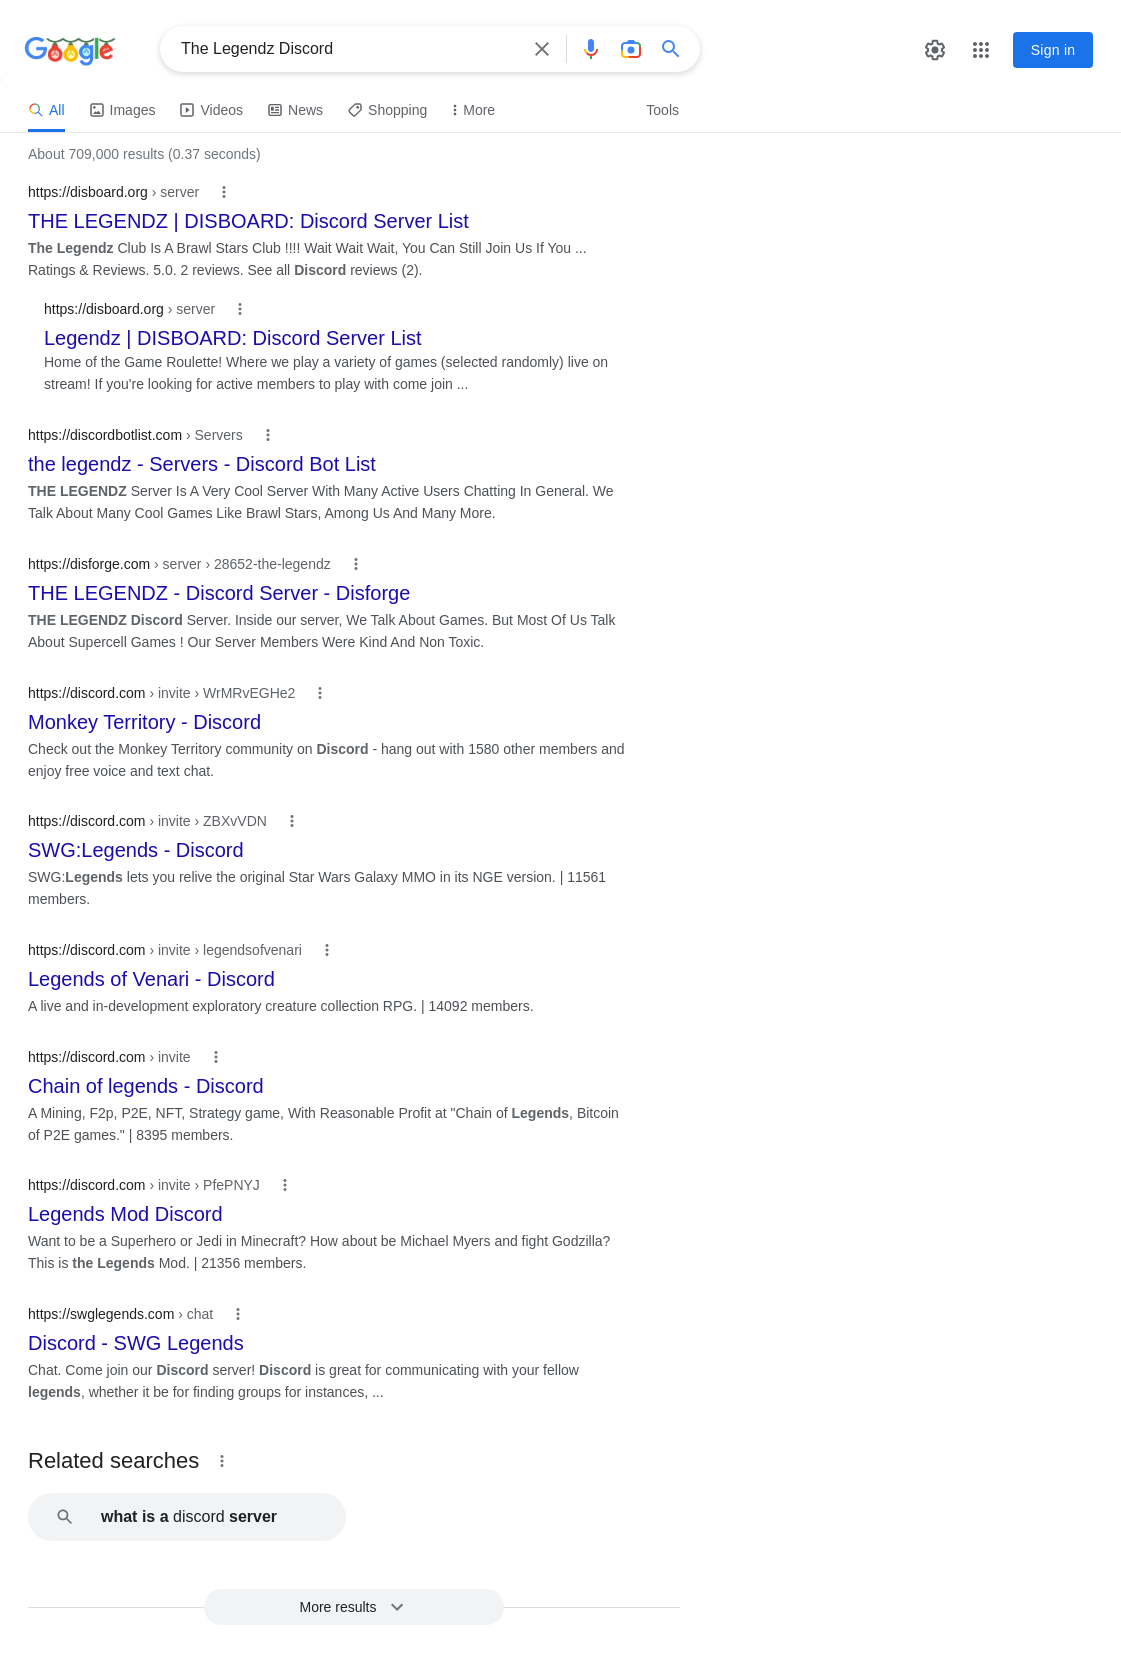 Google
The Legendz Discord
Sign in
All Images Videos News Shopping More Tools
About 709,000 results (0.37 seconds)
https://disboard.org › server
THE LEGENDZ | DISBOARD: Discord Server List
The Legendz Club Is A Brawl Stars Club !!!! Wait Wait Wait, You Can Still Join Us If You ...
Ratings & Reviews. 5.0. 2 reviews. See all Discord reviews (2).
https://disboard.org › server
Legendz | DISBOARD: Discord Server List
Home of the Game Roulette! Where we play a variety of games (selected randomly) live on
stream! If you're looking for active members to play with come join ...
https://discordbotlist.com › Servers
the legendz - Servers - Discord Bot List
THE LEGENDZ Server Is A Very Cool Server With Many Active Users Chatting In General. We
Talk About Many Cool Games Like Brawl Stars, Among Us And Many More.
https://disforge.com › server › 28652-the-legendz
THE LEGENDZ - Discord Server - Disforge
THE LEGENDZ Discord Server. Inside our server, We Talk About Games. But Most Of Us Talk
About Supercell Games ! Our Server Members Were Kind And Non Toxic.
https://discord.com › invite › WrMRvEGHe2
Monkey Territory - Discord
Check out the Monkey Territory community on Discord - hang out with 1580 other members and
enjoy free voice and text chat.
https://discord.com › invite › ZBXvVDN
SWG:Legends - Discord
SWG:Legends lets you relive the original Star Wars Galaxy MMO in its NGE version. | 11561
members.
https://discord.com › invite › legendsofvenari
Legends of Venari - Discord
A live and in-development exploratory creature collection RPG. | 14092 members.
https://discord.com › invite
Chain of legends - Discord
A Mining, F2p, P2E, NFT, Strategy game, With Reasonable Profit at "Chain of Legends, Bitcoin
of P2E games." | 8395 members.
https://discord.com › invite › PfePNYJ
Legends Mod Discord
Want to be a Superhero or Jedi in Minecraft? How about be Michael Myers and fight Godzilla?
This is the Legends Mod. | 21356 members.
https://swglegends.com › chat
Discord - SWG Legends
Chat. Come join our Discord server! Discord is great for communicating with your fellow
legends, whether it be for finding groups for instances, ...
Related searches
what is a discord server
More results